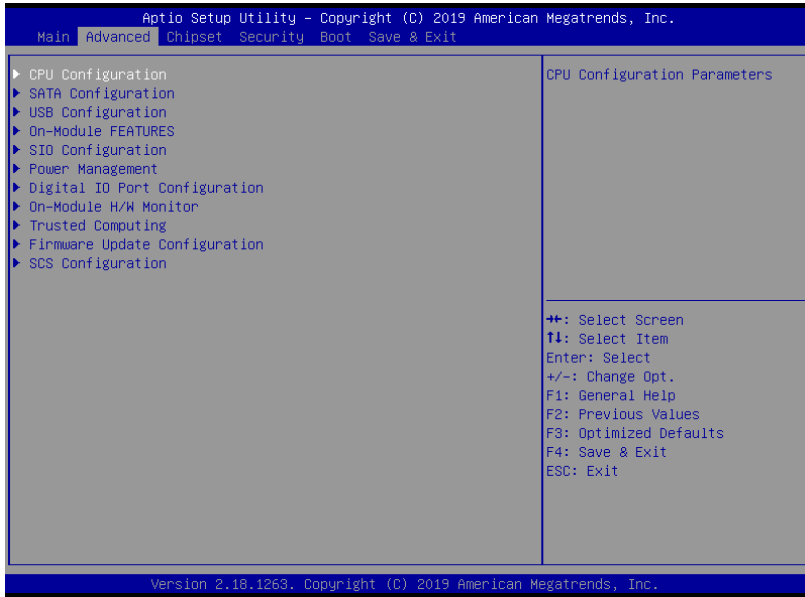 Aptio Setup Utility – Copyright (C) 2019 American Megatrends, Inc.
Main Advanced Chipset Security Boot Save & Exit
▶ CPU Configuration
▶ SATA Configuration
▶ USB Configuration
▶ On-Module FEATURES
▶ SIO Configuration
▶ Power Management
▶ Digital IO Port Configuration
▶ On-Module H/W Monitor
▶ Trusted Computing
▶ Firmware Update Configuration
▶ SCS Configuration
CPU Configuration Parameters
→←: Select Screen
↑↓: Select Item
Enter: Select
+/-: Change Opt.
F1: General Help
F2: Previous Values
F3: Optimized Defaults
F4: Save & Exit
ESC: Exit
Version 2.18.1263. Copyright (C) 2019 American Megatrends, Inc.